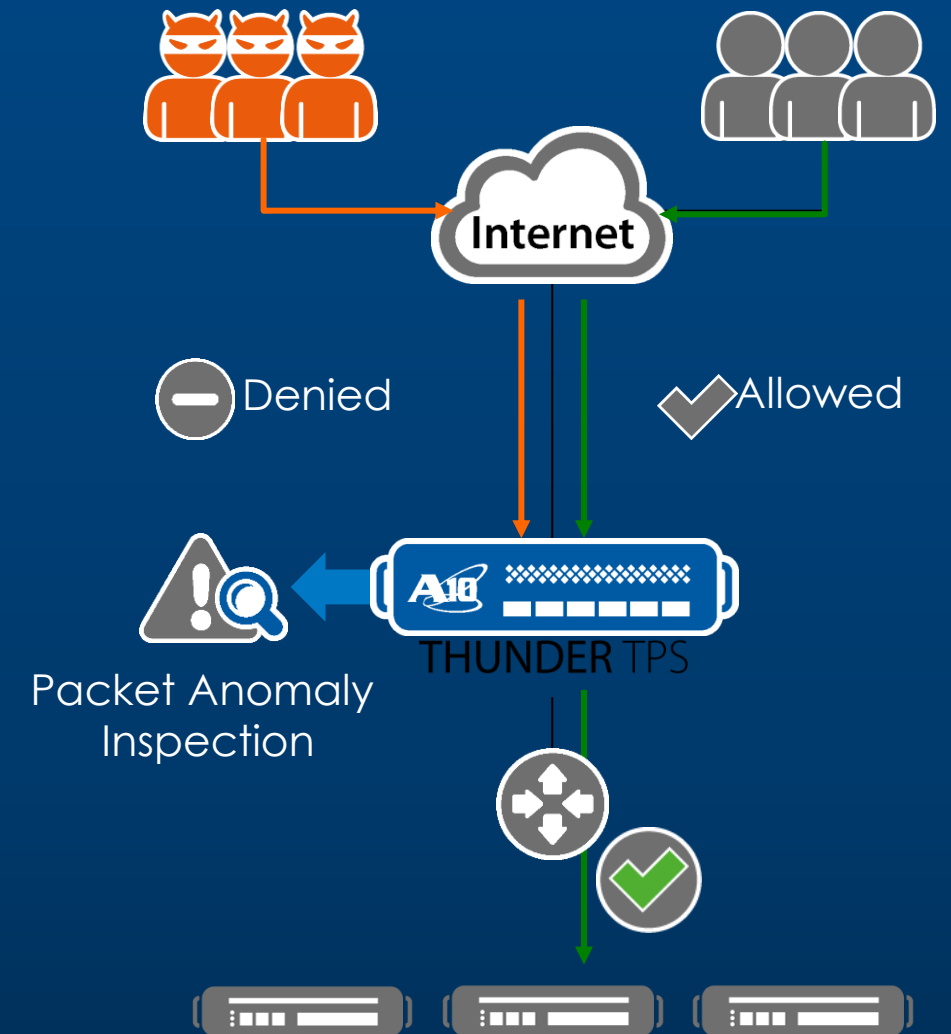 Internet
Denied
Allowed
A10
THUNDER TPS
Packet Anomaly
Inspection